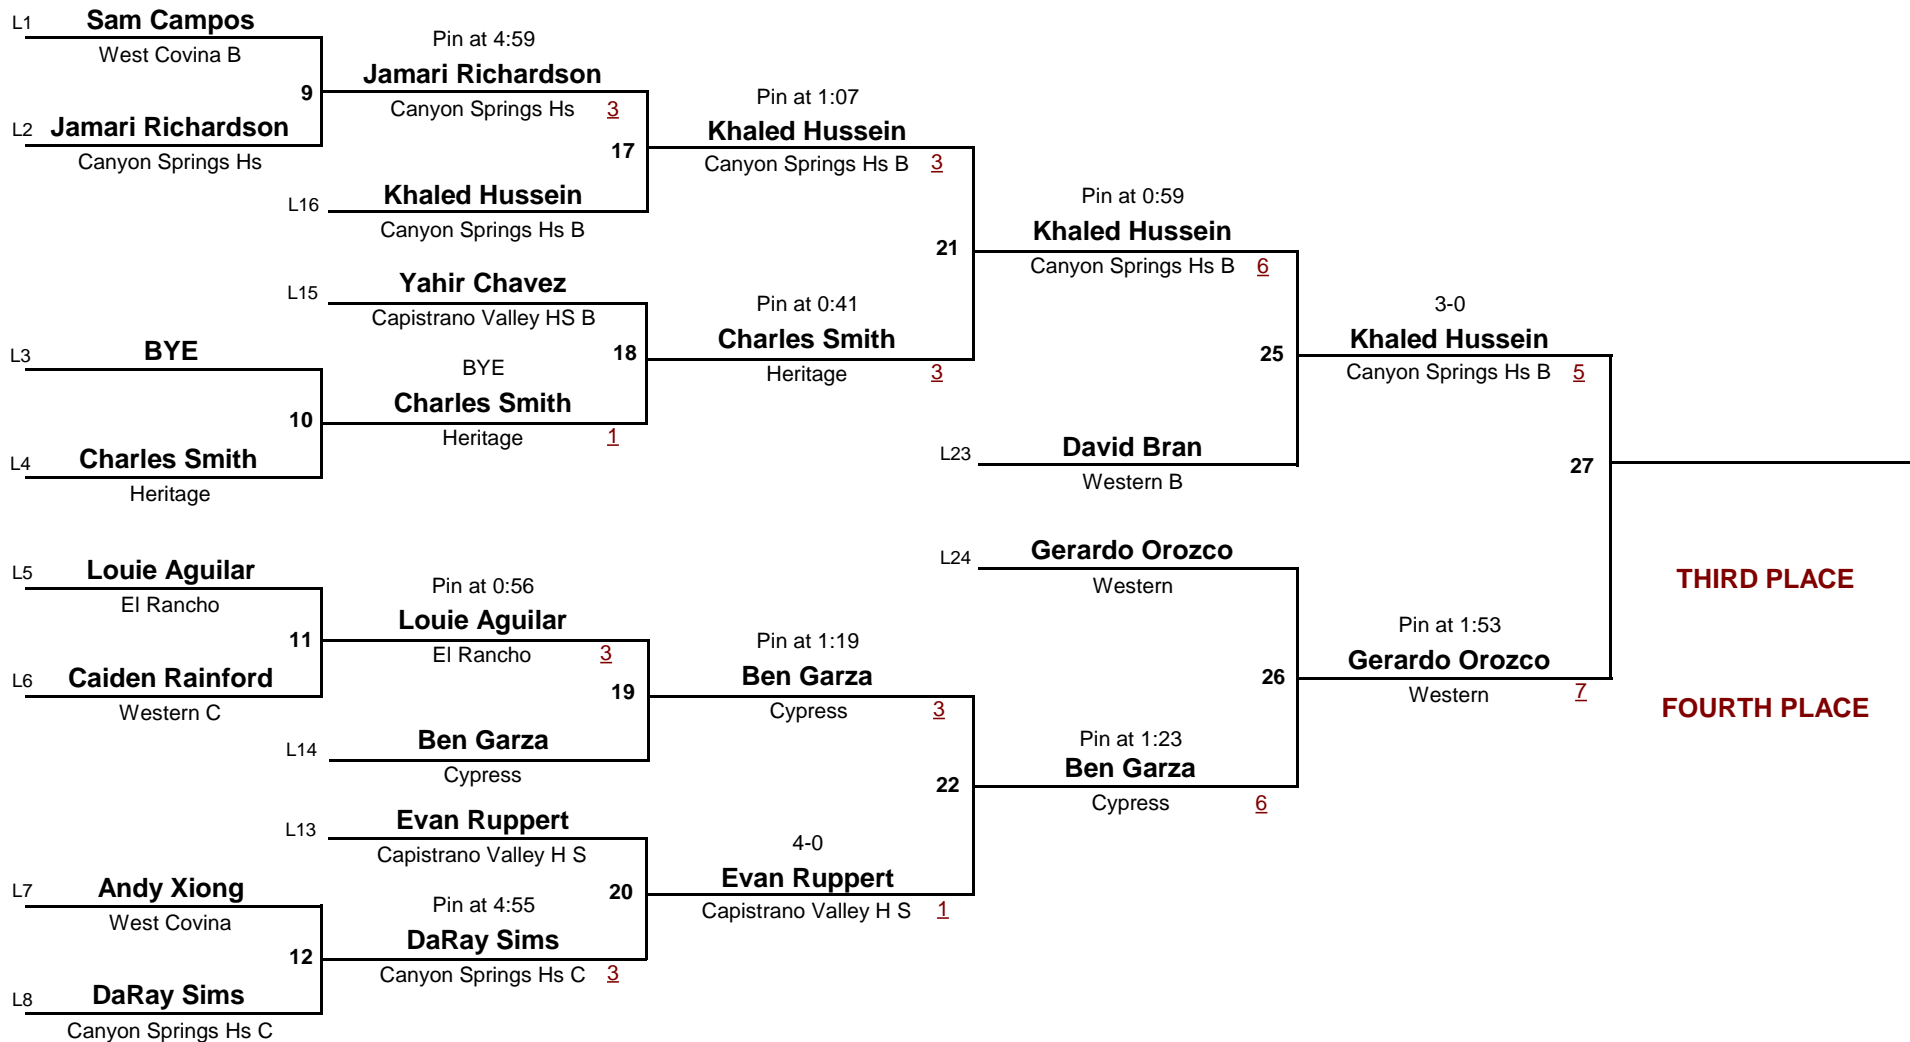 L1
Sam Campos
West Covina B
9
L2
Jamari Richardson
Canyon Springs Hs
Pin at 4:59
Jamari Richardson
Canyon Springs Hs 3
17
L16
Khaled Hussein
Canyon Springs Hs B
Pin at 1:07
Khaled Hussein
Canyon Springs Hs B 3
21
L15
Yahir Chavez
Capistrano Valley HS B
18
L3
BYE
10
L4
Charles Smith
Heritage
BYE
Charles Smith
Heritage 1
Pin at 0:41
Charles Smith
Heritage 3
Pin at 0:59
Khaled Hussein
Canyon Springs Hs B 6
25
L23
David Bran
Western B
3-0
Khaled Hussein
Canyon Springs Hs B 5
27
L5
Louie Aguilar
El Rancho
11
L6
Caiden Rainford
Western C
Pin at 0:56
Louie Aguilar
El Rancho 3
19
L14
Ben Garza
Cypress
Pin at 1:19
Ben Garza
Cypress 3
22
L13
Evan Ruppert
Capistrano Valley H S
20
L7
Andy Xiong
West Covina
12
L8
DaRay Sims
Canyon Springs Hs C
Pin at 4:55
DaRay Sims
Canyon Springs Hs C 3
4-0
Evan Ruppert
Capistrano Valley H S 1
L24
Gerardo Orozco
Western
26
Pin at 1:23
Ben Garza
Cypress 6
Pin at 1:53
Gerardo Orozco
Western 7
THIRD PLACE
FOURTH PLACE